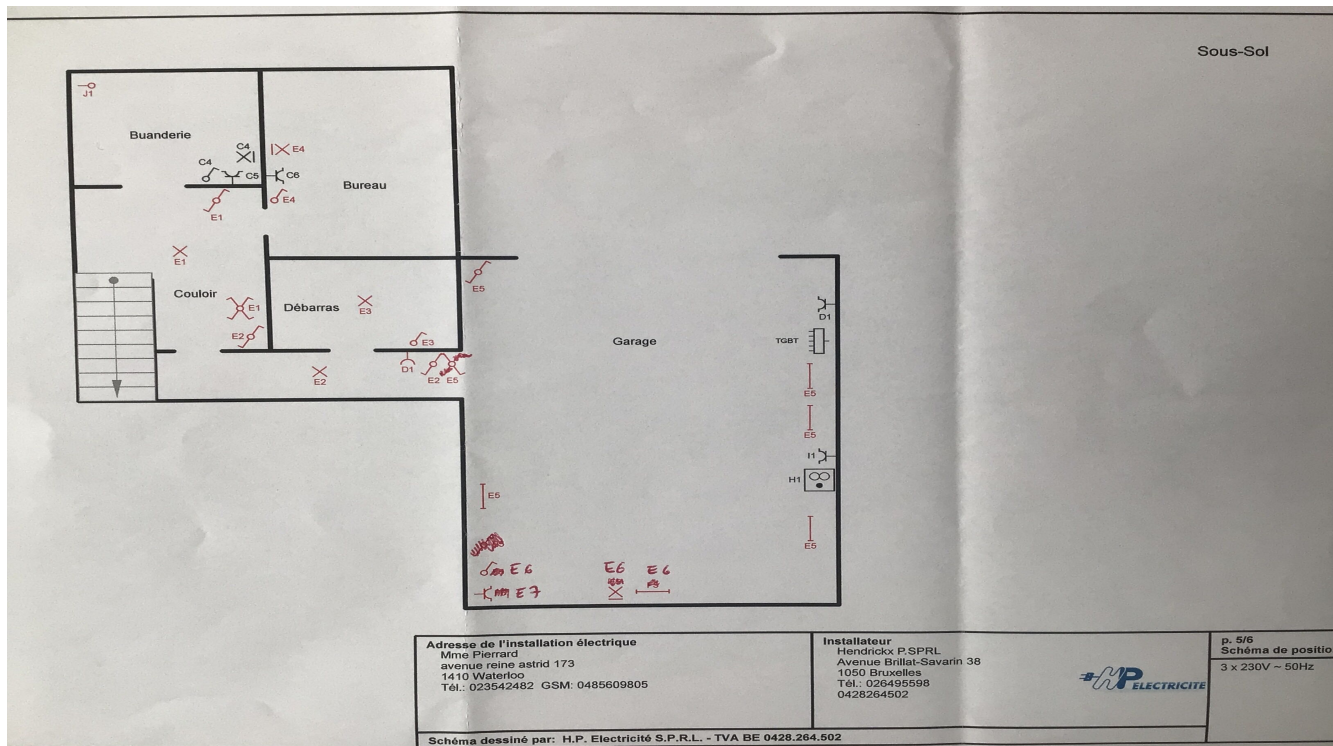 Sous-Sol
J1
Buanderie
C4
E4
C4
C5
C6
Bureau
E4
E1
E1
E5
Couloir
E1
Débarras
E3
D1
E2
E3
Garage
TGBT
D1
E2
E5
E2
E5
E5
I1
H1
E5
E5
E6
E6
E6
E7
Adresse de l'installation électrique
Mme Pierrard
avenue reine astrid 173
1410 Waterloo
Tél.: 023542482 GSM: 0485609805
Installateur
Hendrickx P.SPRL
Avenue Brillat-Savarin 38
1050 Bruxelles
Tél.: 026495598
0428264502
HP ELECTRICITE
p. 5/6
Schéma de positio
3 x 230V ~ 50Hz
Schéma dessiné par: H.P. Electricité S.P.R.L. - TVA BE 0428.264.502